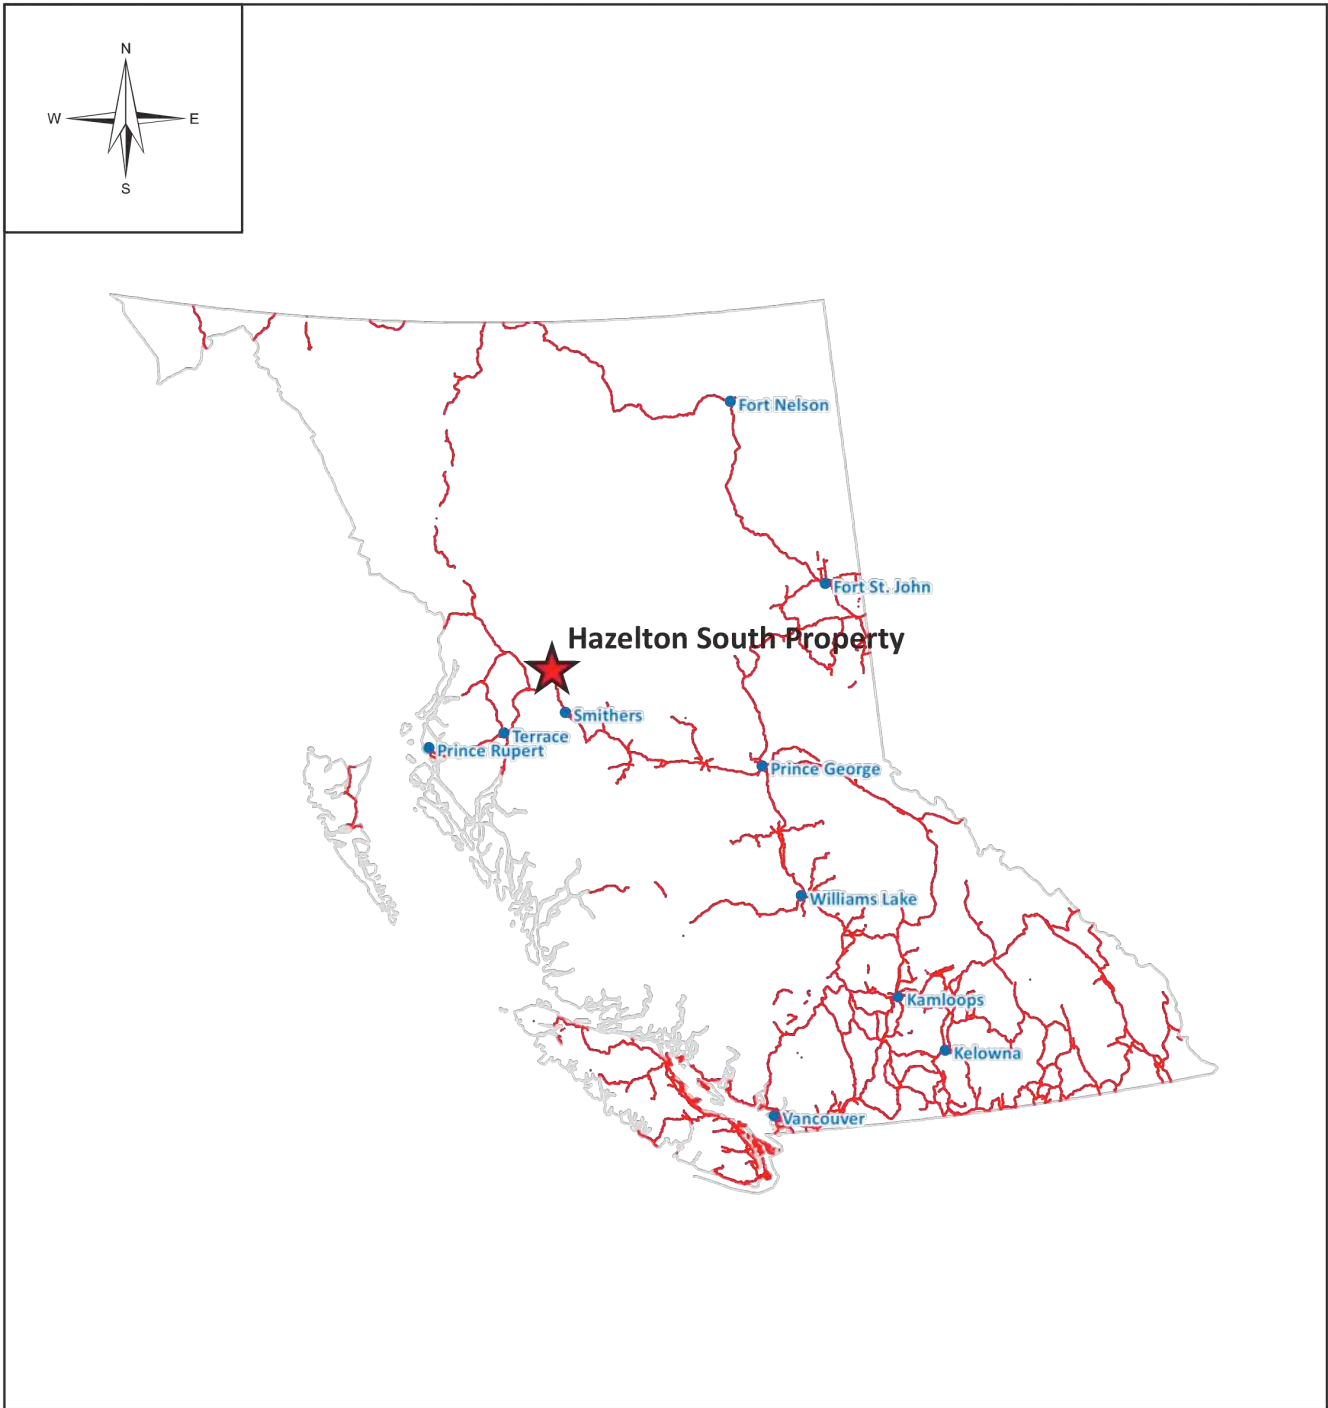 N
W
E
S
Fort Nelson
Fort St. John
Hazelton South Property
Smithers
Terrace
Prince Rupert
Prince George
Williams Lake
Kamloops
Kelowna
Vancouver